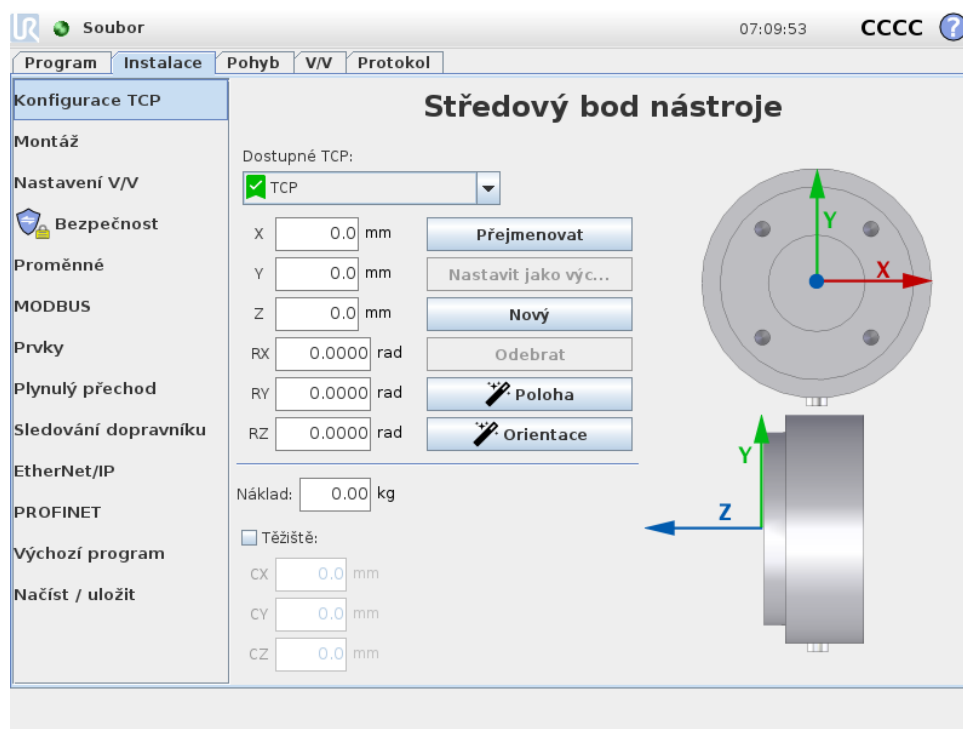 UR Soubor 07:09:53 CCCC ?
Program Instalace Pohyb V/V Protokol
Konfigurace TCP
Montáž
Nastavení V/V
Bezpečnost
Proměnné
MODBUS
Prvky
Plynulý přechod
Sledování dopravníku
EtherNet/IP
PROFINET
Výchozí program
Načíst / uložit
Středový bod nástroje
Dostupné TCP:
TCP
X 0.0 mm Přejmenovat
Y 0.0 mm Nastavit jako výc...
Z 0.0 mm Nový
RX 0.0000 rad Odebrat
RY 0.0000 rad Poloha
RZ 0.0000 rad Orientace
Náklad: 0.00 kg
Těžiště:
CX 0.0 mm
CY 0.0 mm
CZ 0.0 mm
Y
X
Y
Z